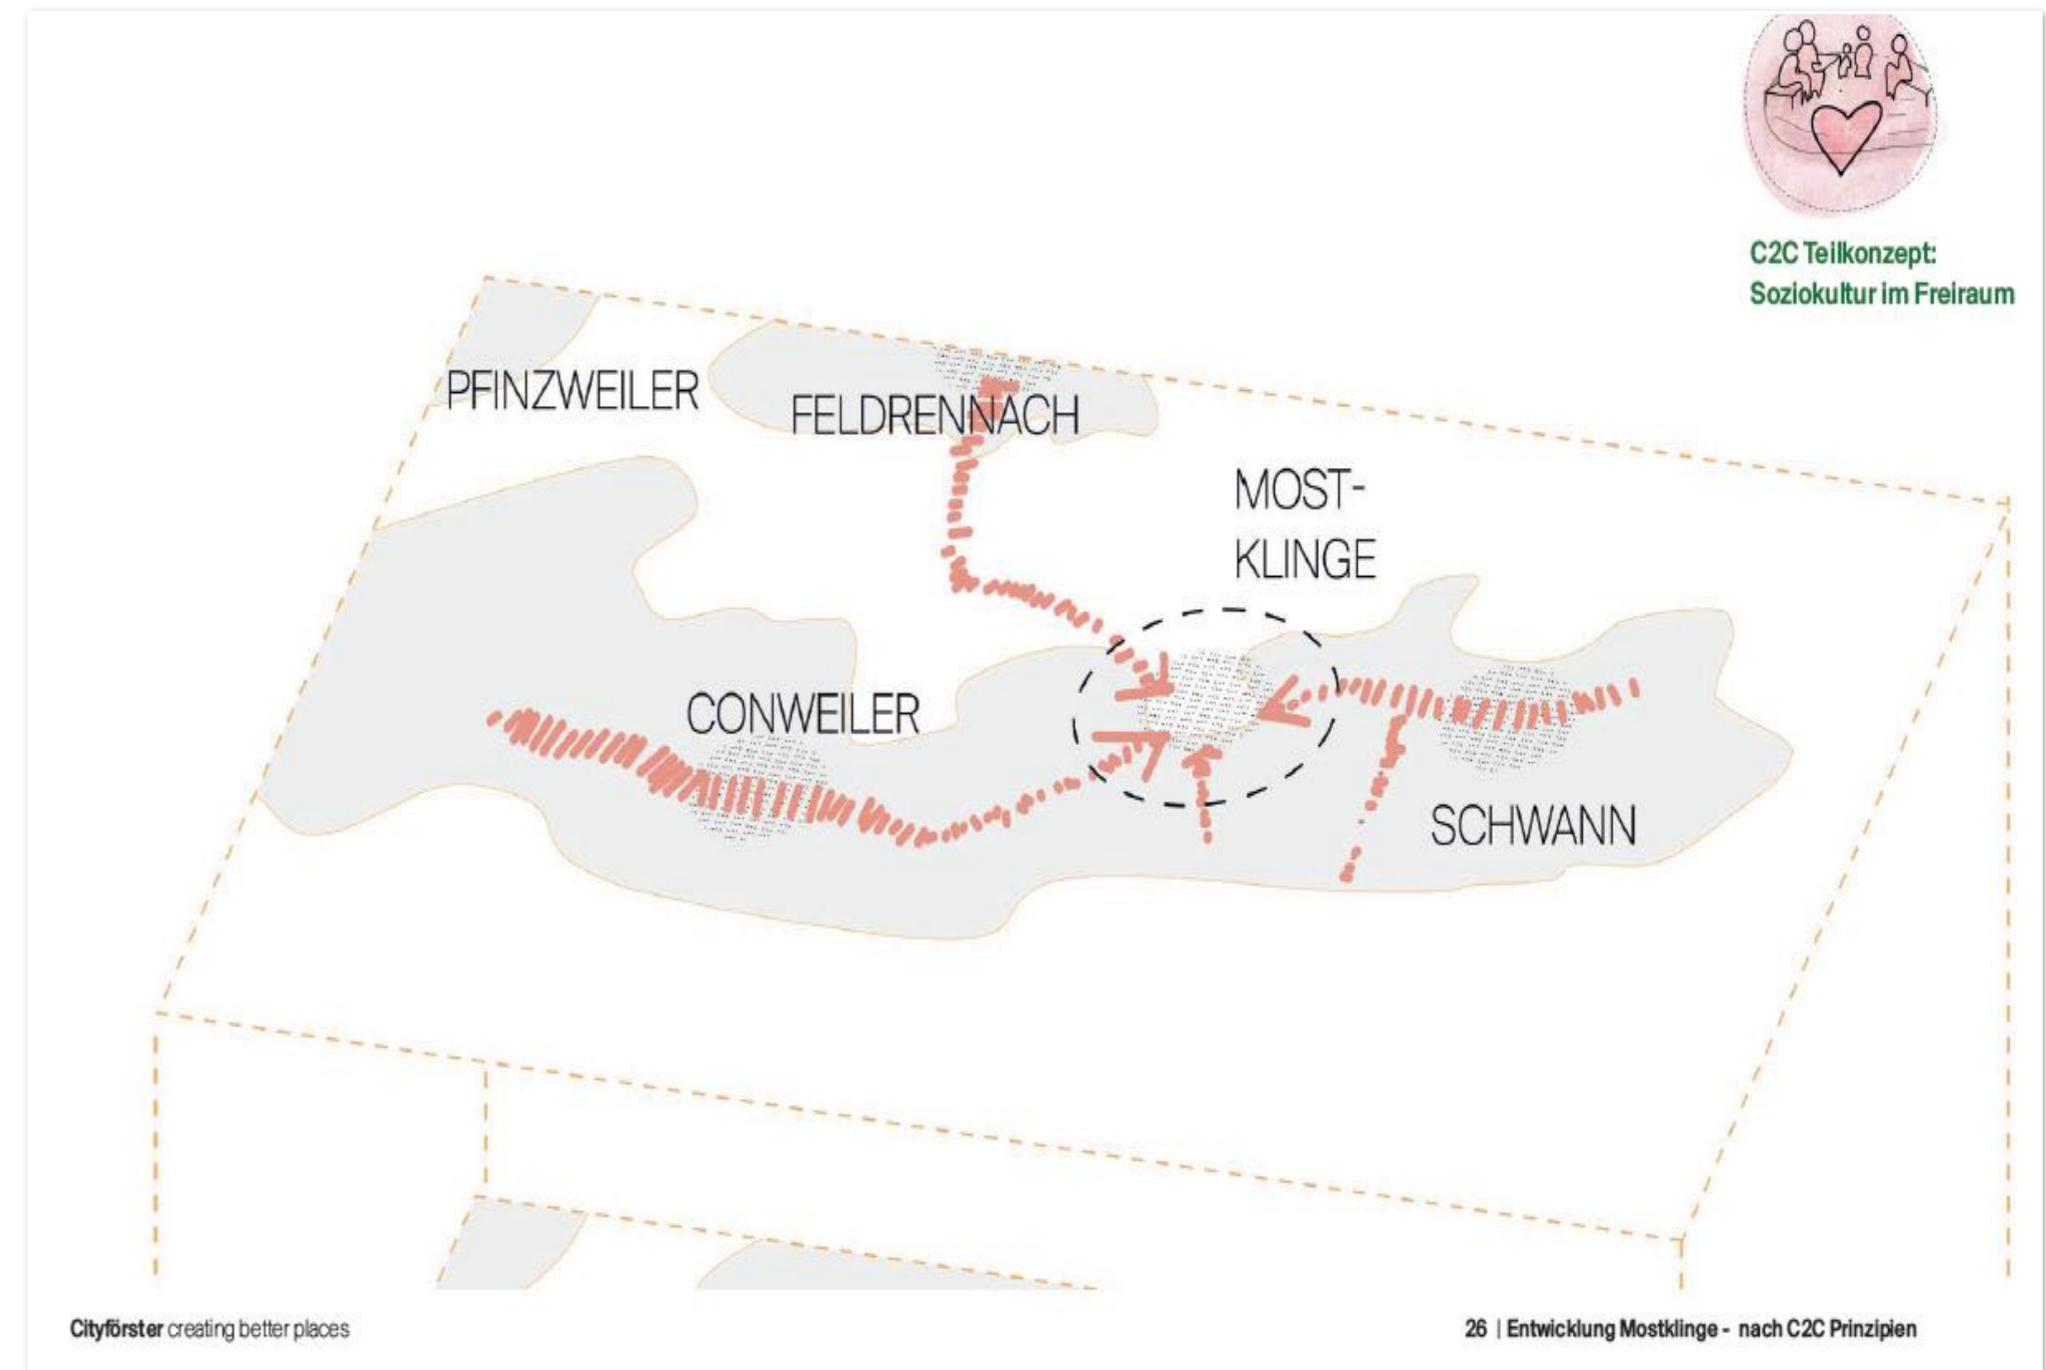 C2C Teilkonzept:
Soziokultur im Freiraum
PFINZWEILER
FELDRENNACH
MOST-
KLINGE
CONWEILER
SCHWANN
Cityförster creating better places
26 | Entwicklung Mostklinge - nach C2C Prinzipien